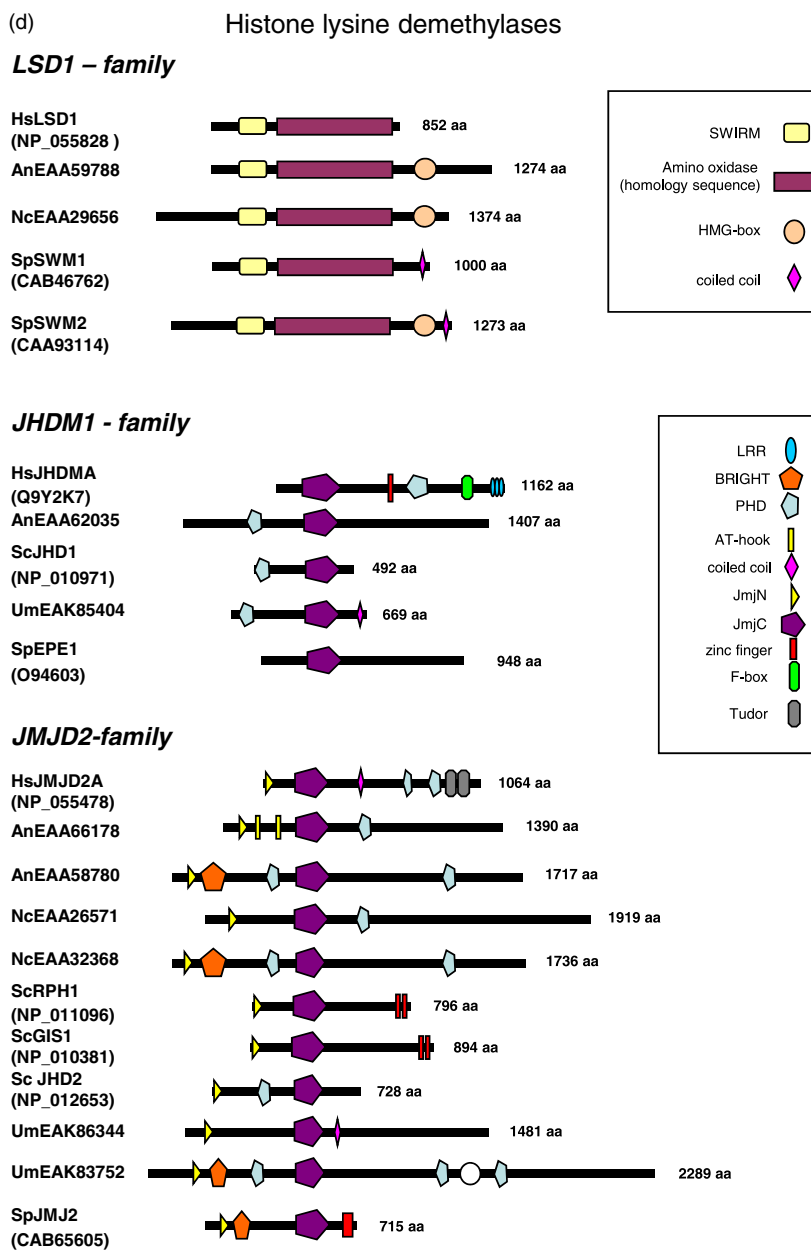 (d)
Histone lysine demethylases
LSD1 – family
HsLSD1
(NP_055828 )
852 aa
AnEAA59788
1274 aa
NcEAA29656
1374 aa
SpSWM1
(CAB46762)
1000 aa
SpSWM2
(CAA93114)
1273 aa
SWIRM
Amino oxidase
(homology sequence)
HMG-box
coiled coil
JHDM1 - family
HsJHDMA
(Q9Y2K7)
1162 aa
AnEAA62035
1407 aa
ScJHD1
(NP_010971)
492 aa
UmEAK85404
669 aa
SpEPE1
(O94603)
948 aa
LRR
BRIGHT
PHD
AT-hook
coiled coil
JmjN
JmjC
zinc finger
F-box
Tudor
JMJD2-family
HsJMJD2A
(NP_055478)
1064 aa
AnEAA66178
1390 aa
AnEAA58780
1717 aa
NcEAA26571
1919 aa
NcEAA32368
1736 aa
ScRPH1
(NP_011096)
796 aa
ScGIS1
(NP_010381)
894 aa
Sc JHD2
(NP_012653)
728 aa
UmEAK86344
1481 aa
UmEAK83752
2289 aa
SpJMJ2
(CAB65605)
715 aa